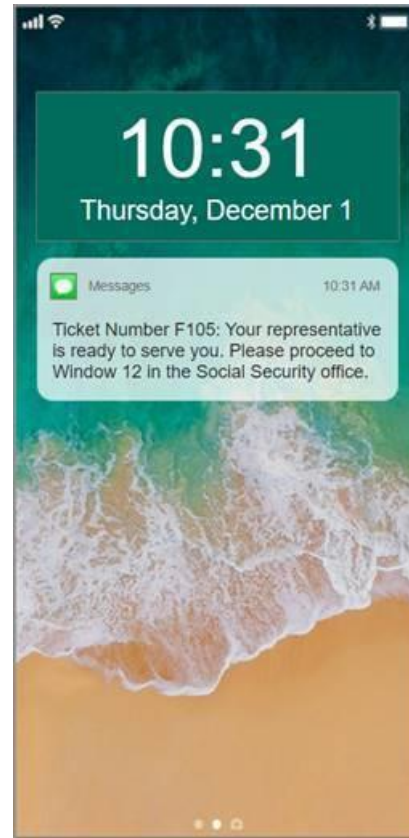 10:31
Thursday, December 1
Messages 10:31 AM
Ticket Number F105: Your representative
is ready to serve you. Please proceed to
Window 12 in the Social Security office.